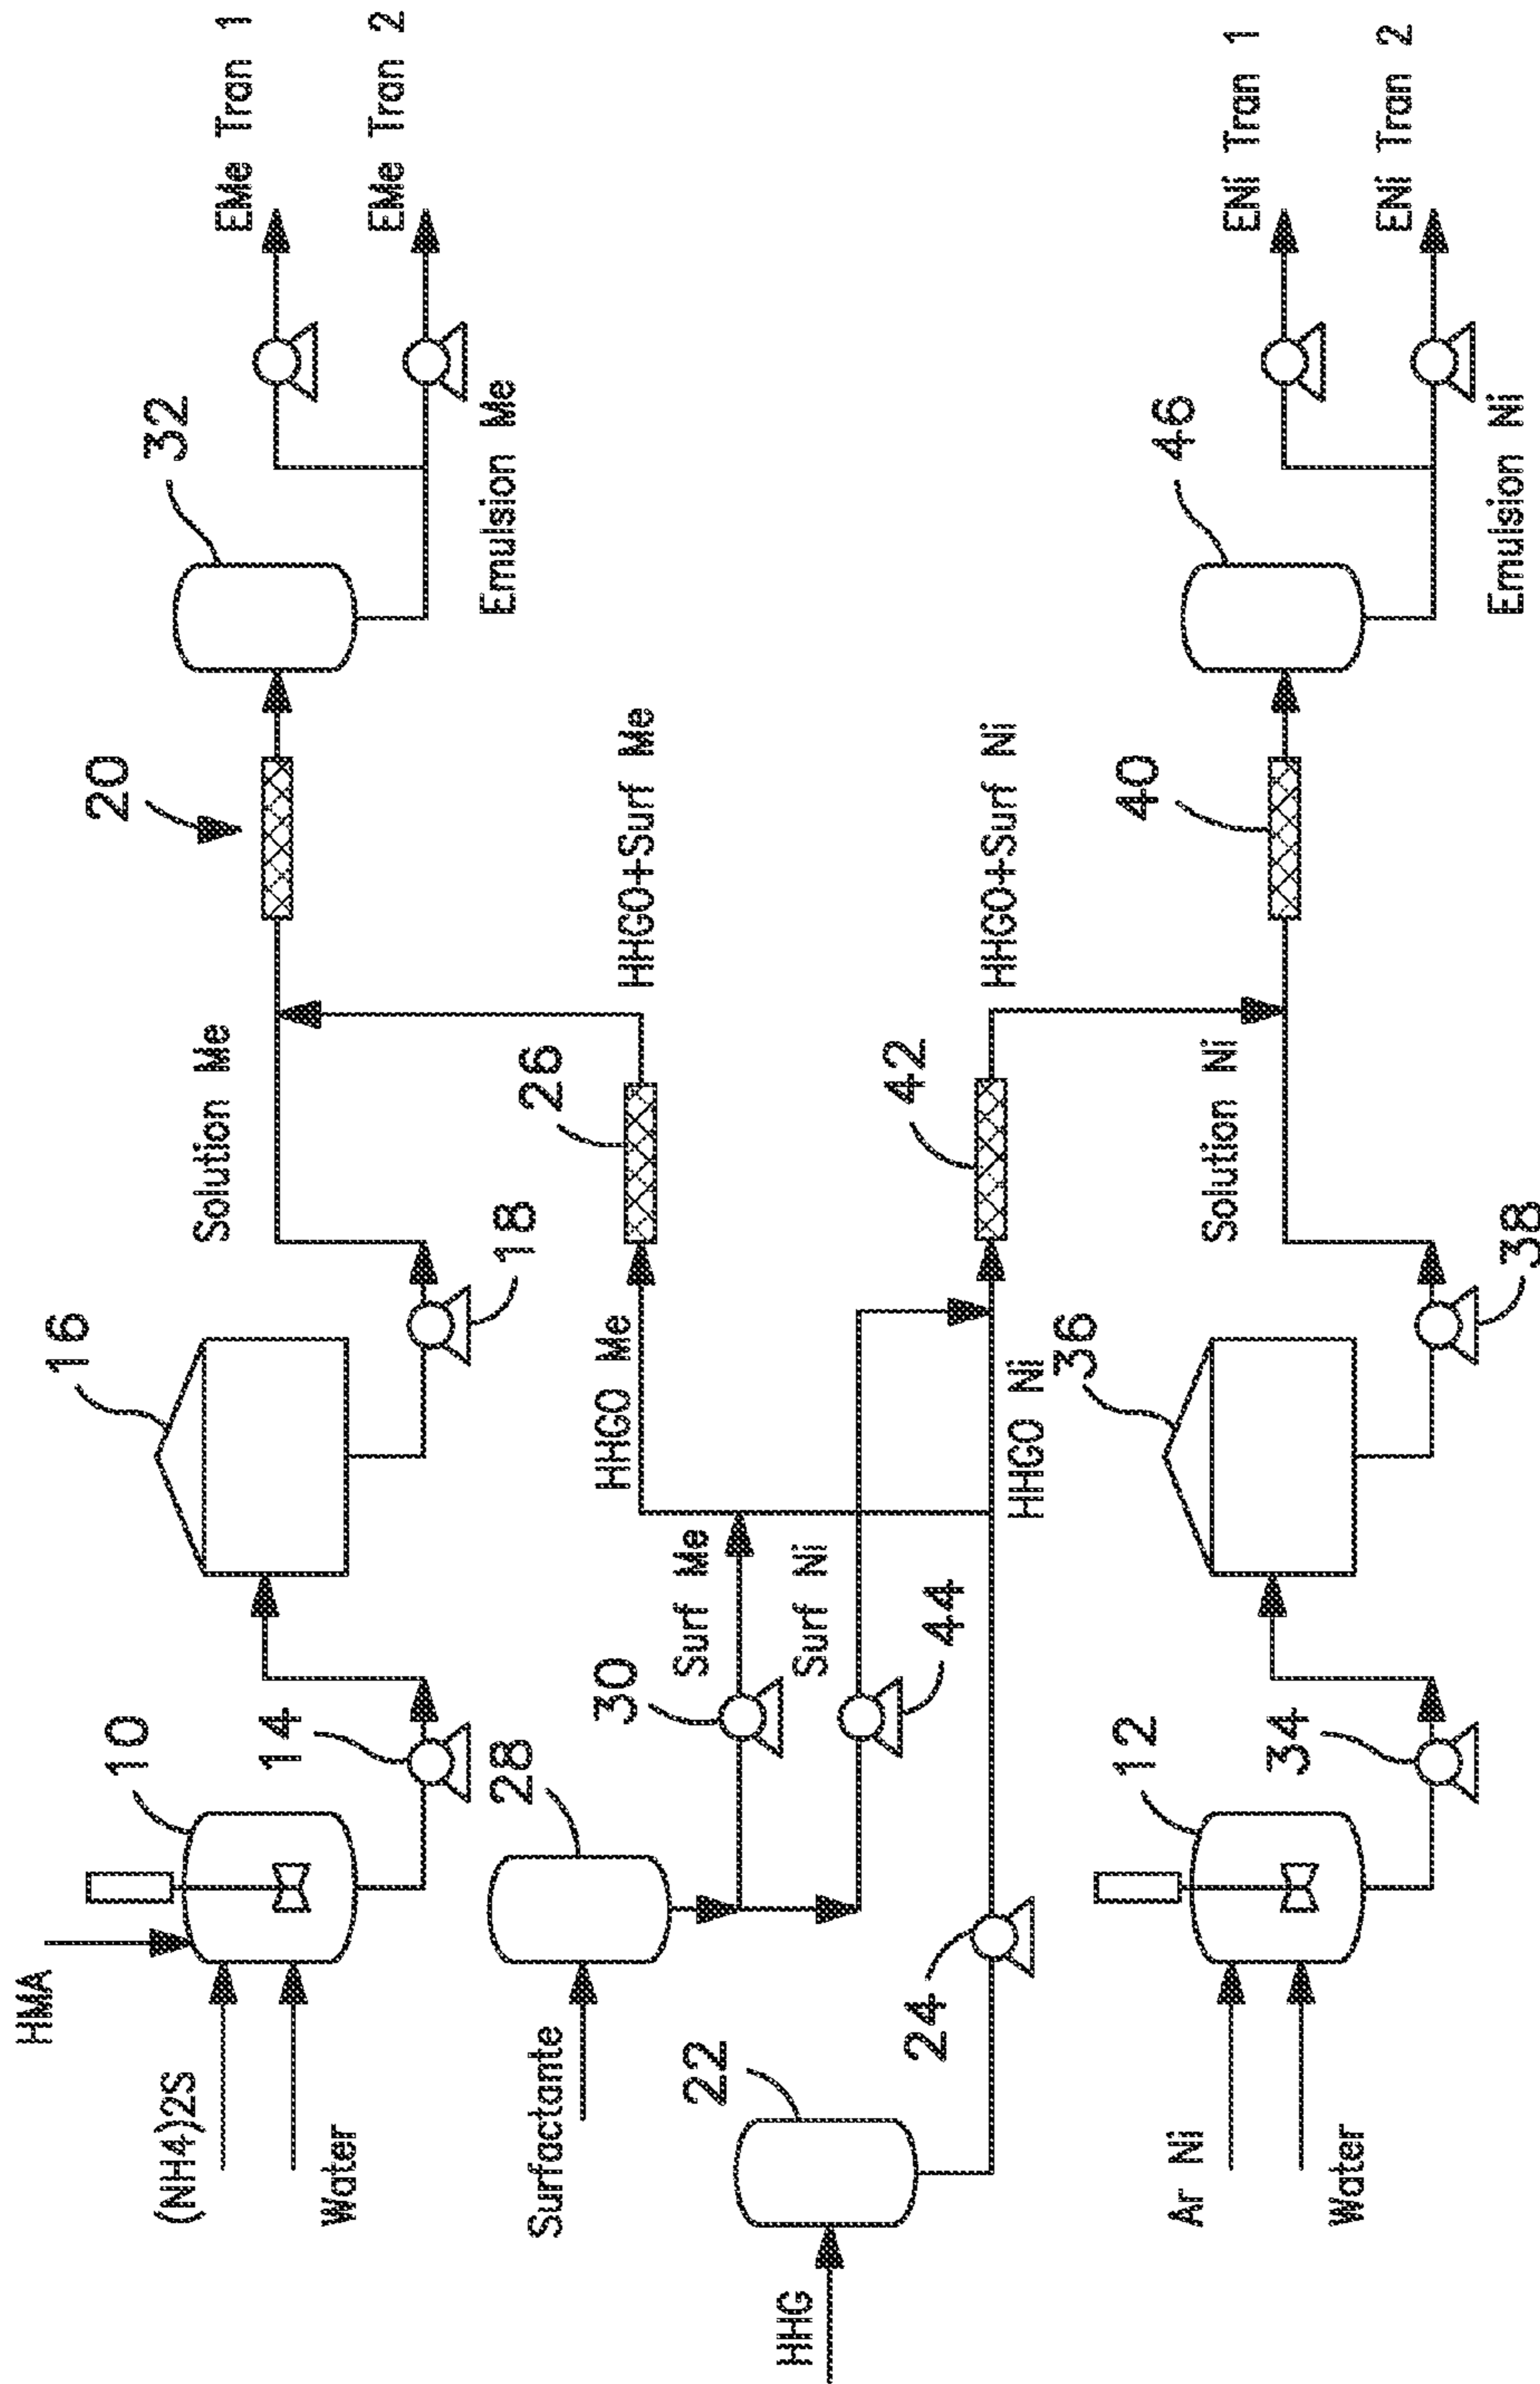 HMA
(NH4)2S
Water
10
14
16
18
Solution Me
20
32
EMe Tran 1
EMe Tran 2
Emulsion Me
Surfactante
28
30
Surf Me
Surf Ni
44
HHGO Me
26
HHGO+Surf Me
HHG
22
24
HHGO Ni
42
HHGO+Surf Ni
Ar Ni
Water
12
34
36
38
Solution Ni
40
46
ENi Tran 1
ENi Tran 2
Emulsion Ni